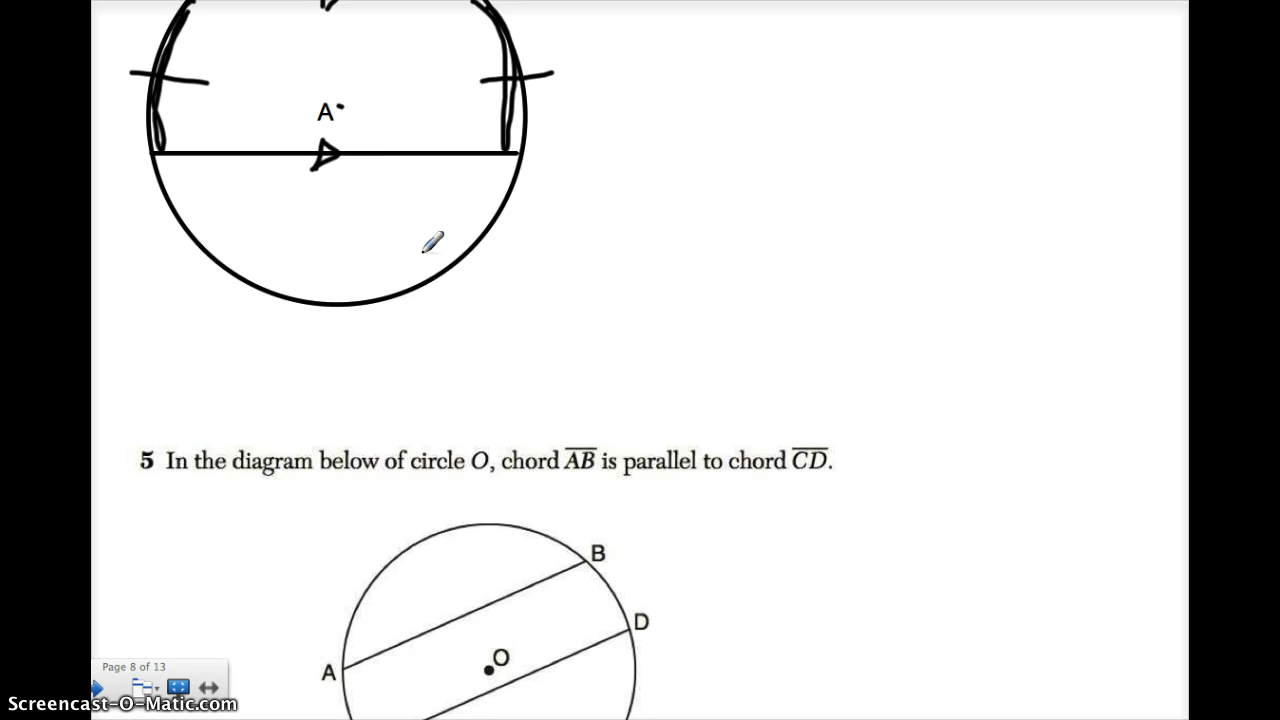 A
5 In the diagram below of circle O, chord AB is parallel to chord CD.
B
D
O
A
Page 8 of 13
Screencast-O-Matic.com